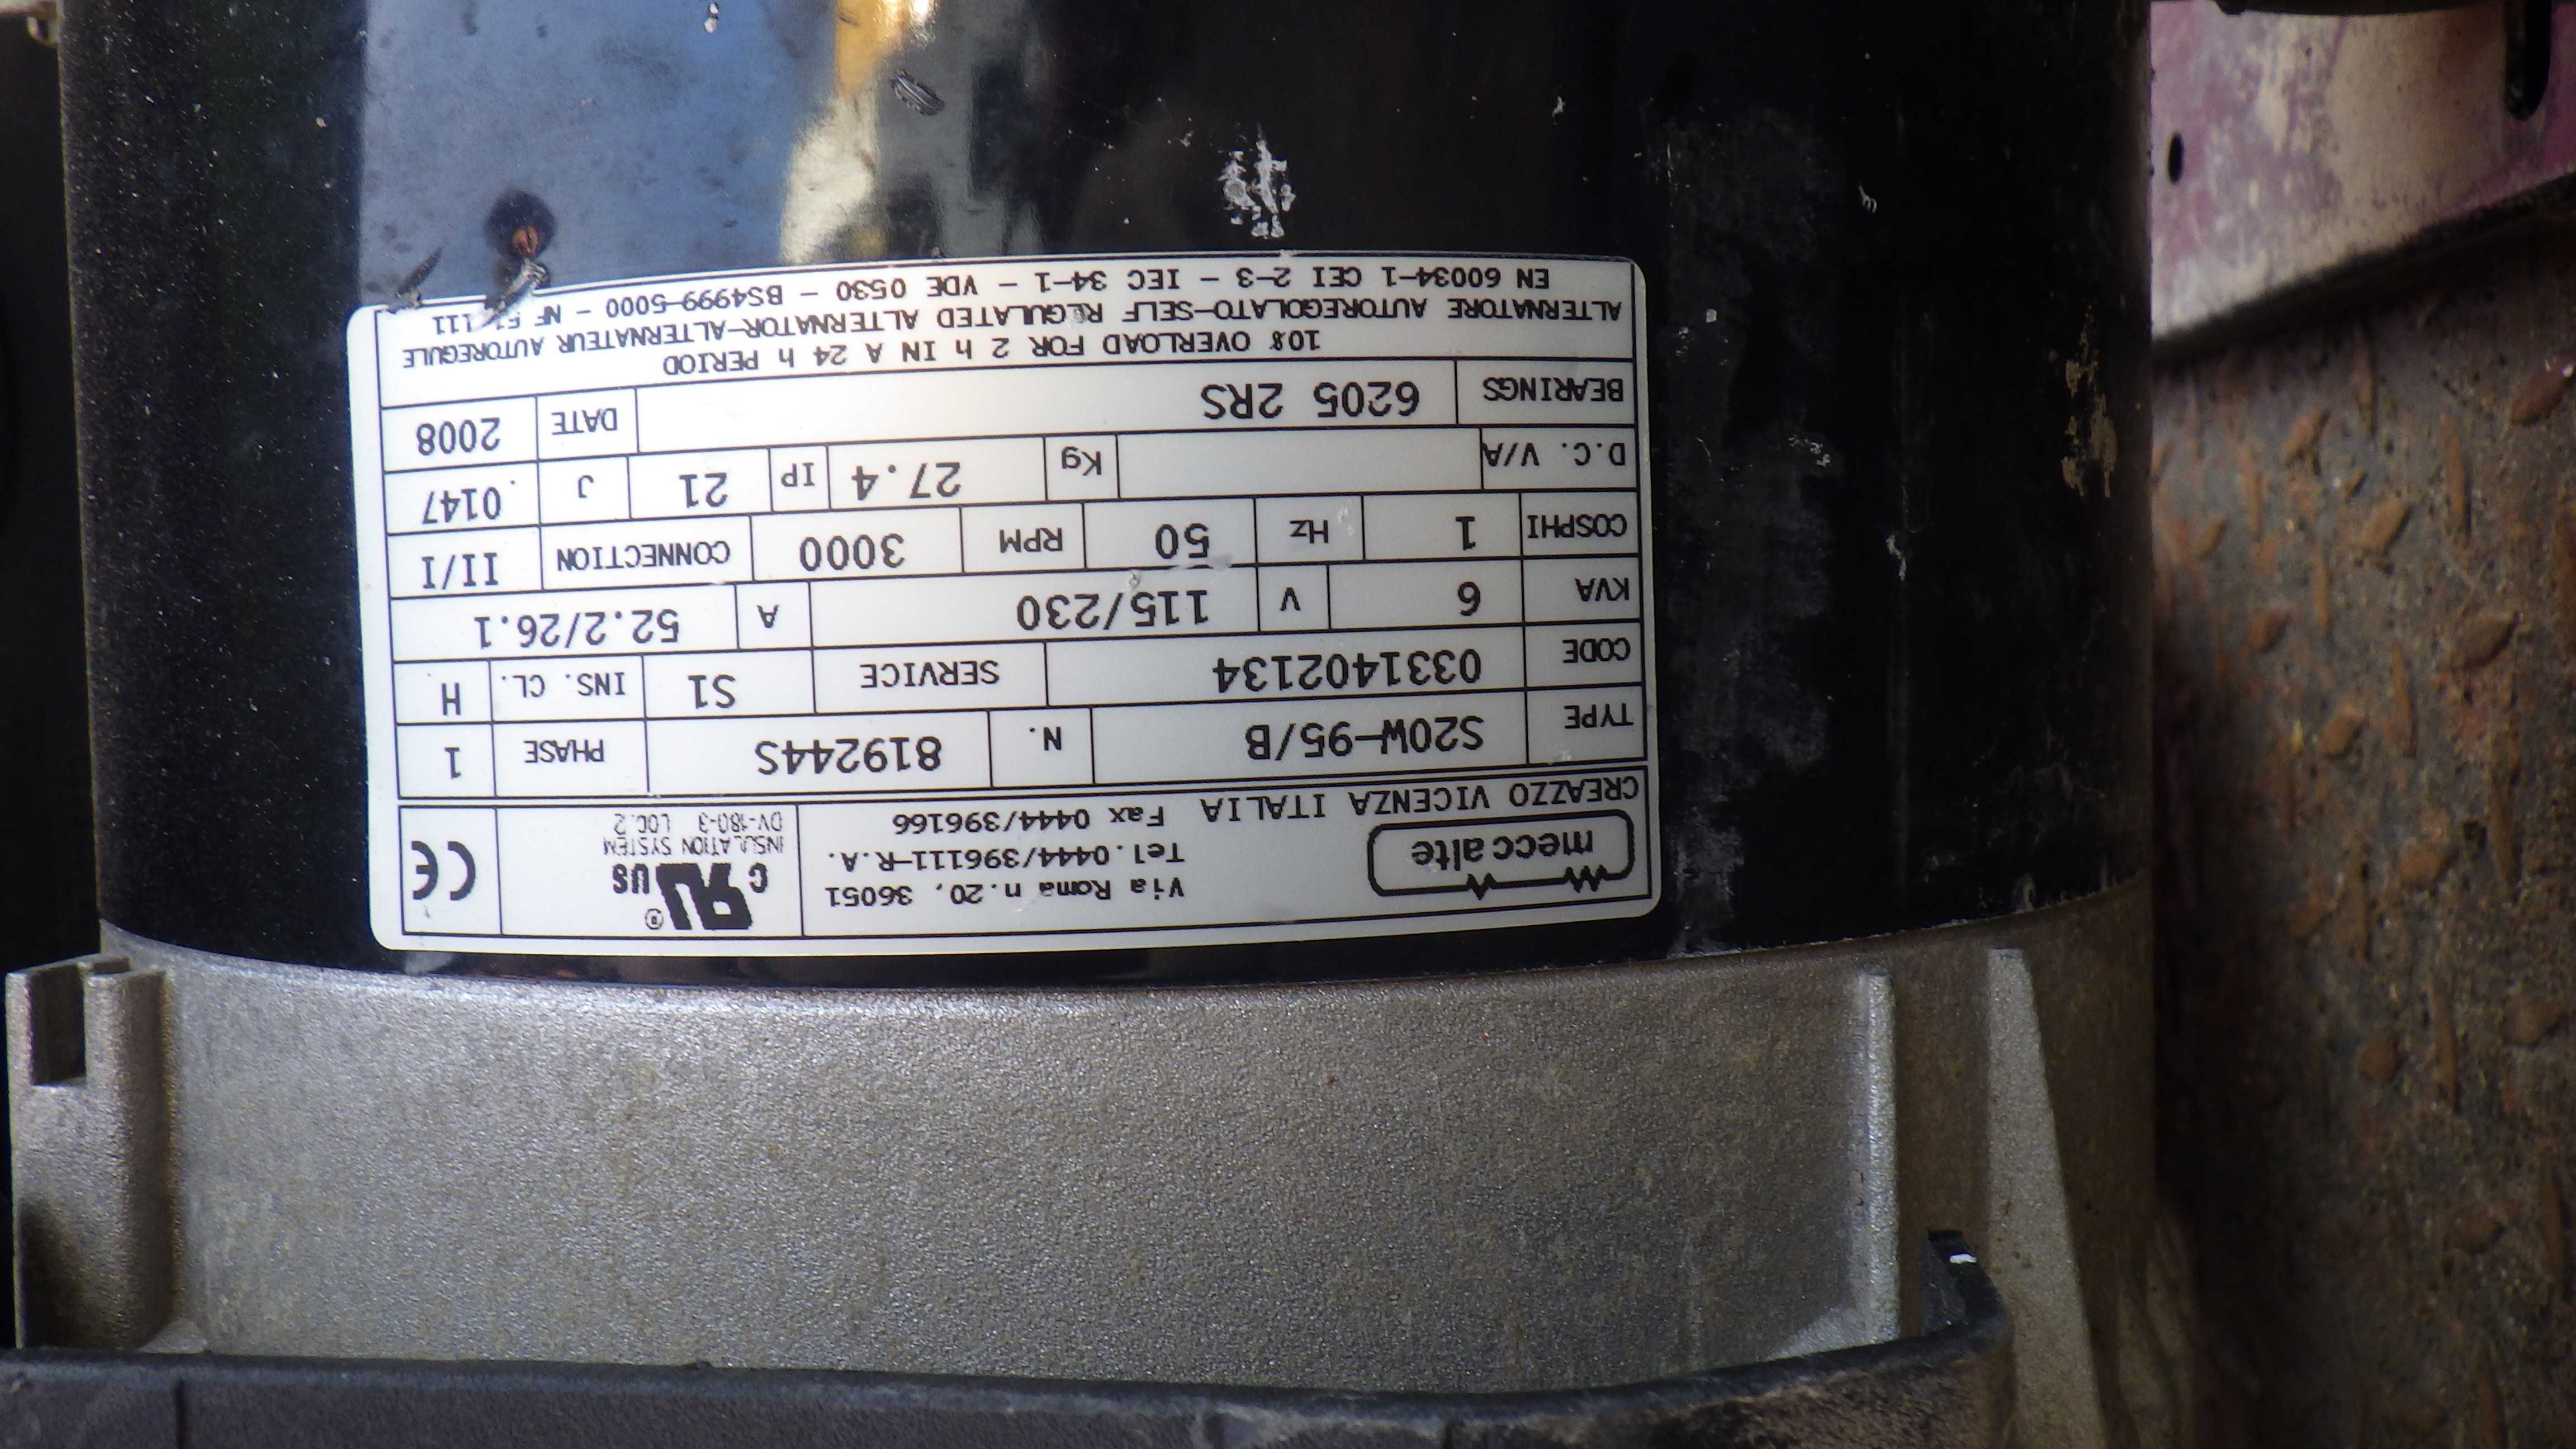 mecc alte
Via Roma n.20, 36051
Tel.0444/396111-R.A.
CREAZZO VICENZA ITALIA Fax 0444/396166
c RU ® US
INSULATION SYSTEM
DV-180-3 LOC.2
CE
TYPE S20W-95/B N. 819244S PHASE 1
CODE 0331402134 SERVICE S1 INS. CL. H
KVA 6 V 115/230 A 52.2/26.1
COSPHI 1 Hz 50 RPM 3000 CONNECTION II/I
D.C. V/A Kg 27.4 IP 21 J .0147
BEARINGS 6205 2RS DATE 2008
10% OVERLOAD FOR 2 h IN A 24 h PERIOD
ALTERNATORE AUTOREGOLATO-SELF REGULATED ALTERNATOR-ALTERNATEUR AUTOREGULE
EN 60034-1 CEI 2-3 - IEC 34-1 - VDE 0530 - BS4999-5000 - NF 111